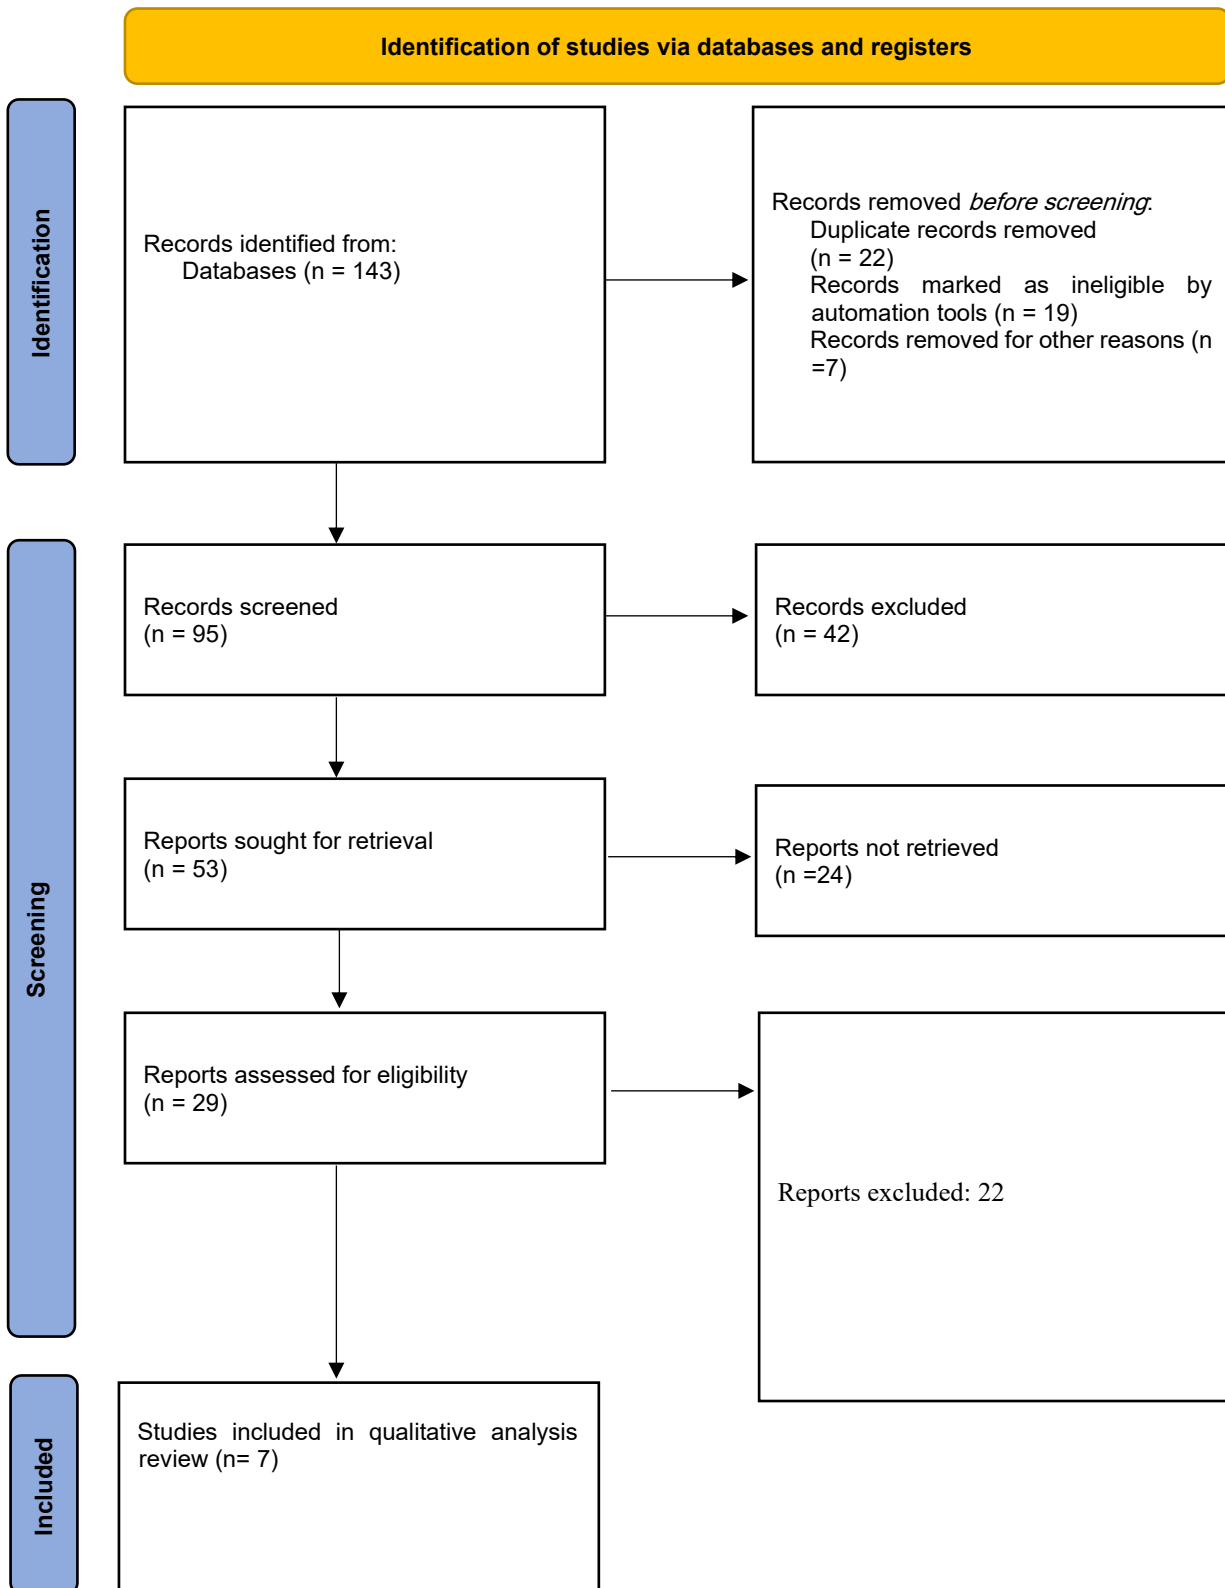 Identification of studies via databases and registers
Identification
Records identified from:
Databases (n = 143)
Records removed before screening:
Duplicate records removed
(n = 22)
Records marked as ineligible by
automation tools (n = 19)
Records removed for other reasons (n
=7)
Screening
Records screened
(n = 95)
Records excluded
(n = 42)
Reports sought for retrieval
(n = 53)
Reports not retrieved
(n =24)
Reports assessed for eligibility
(n = 29)
Reports excluded: 22
Included
Studies included in qualitative analysis
review (n= 7)